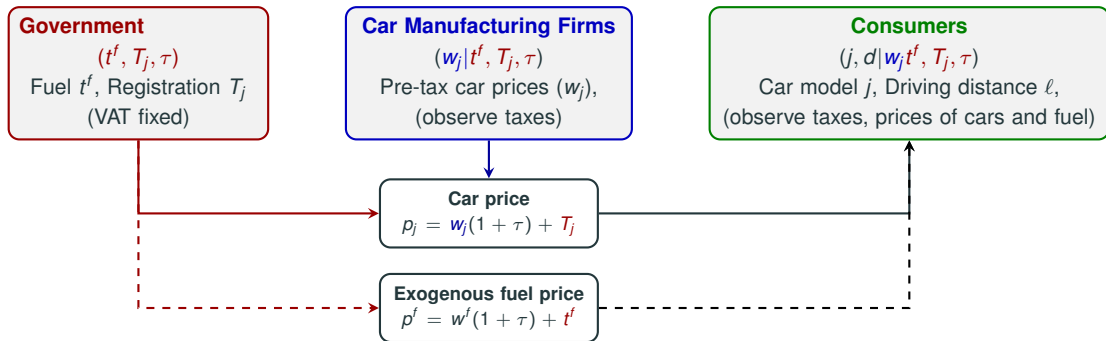 Government
(t^f, T_j, τ)
Fuel t^f, Registration T_j
(VAT fixed)
Car Manufacturing Firms
(w_j|t^f, T_j, τ)
Pre-tax car prices (w_j),
(observe taxes)
Consumers
(j, d|w_j t^f, T_j, τ)
Car model j, Driving distance ℓ,
(observe taxes, prices of cars and fuel)
Car price
p_j = w_j(1 + τ) + T_j
Exogenous fuel price
p^f = w^f(1 + τ) + t^f